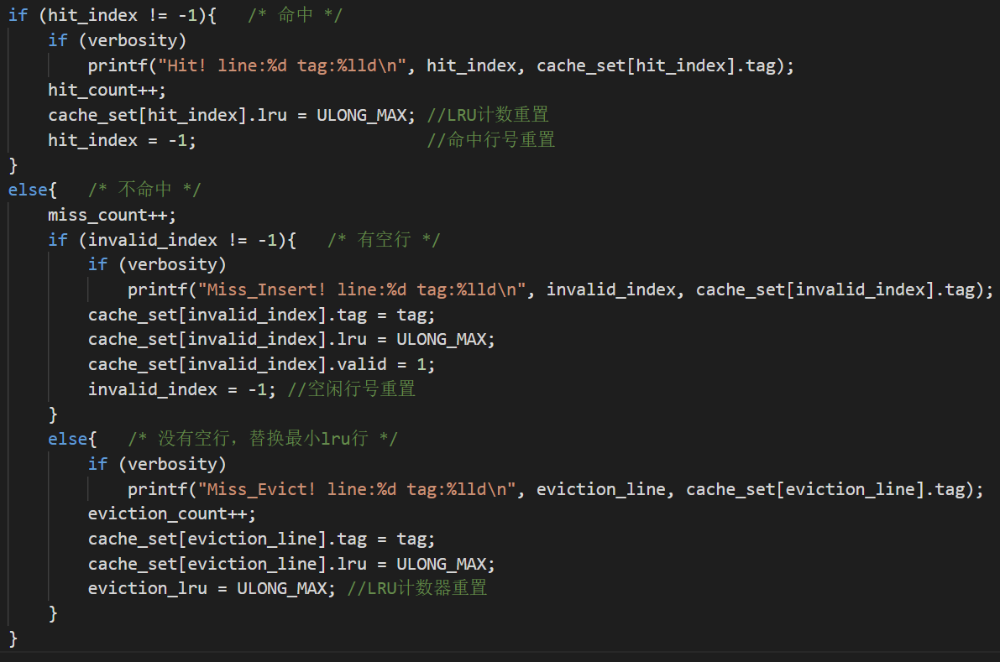 if (hit_index != -1){   /* 命中 */
    if (verbosity)
        printf("Hit! line:%d tag:%lld\n", hit_index, cache_set[hit_index].tag);
    hit_count++;
    cache_set[hit_index].lru = ULONG_MAX; //LRU计数重置
    hit_index = -1;                       //命中行号重置
}
else{   /* 不命中 */
    miss_count++;
    if (invalid_index != -1){   /* 有空行 */
        if (verbosity)
            printf("Miss_Insert! line:%d tag:%lld\n", invalid_index, cache_set[invalid_index].tag);
        cache_set[invalid_index].tag = tag;
        cache_set[invalid_index].lru = ULONG_MAX;
        cache_set[invalid_index].valid = 1;
        invalid_index = -1; //空闲行号重置
    }
    else{   /* 没有空行，替换最小lru行 */
        if (verbosity)
            printf("Miss_Evict! line:%d tag:%lld\n", eviction_line, cache_set[eviction_line].tag);
        eviction_count++;
        cache_set[eviction_line].tag = tag;
        cache_set[eviction_line].lru = ULONG_MAX;
        eviction_lru = ULONG_MAX; //LRU计数器重置
    }
}